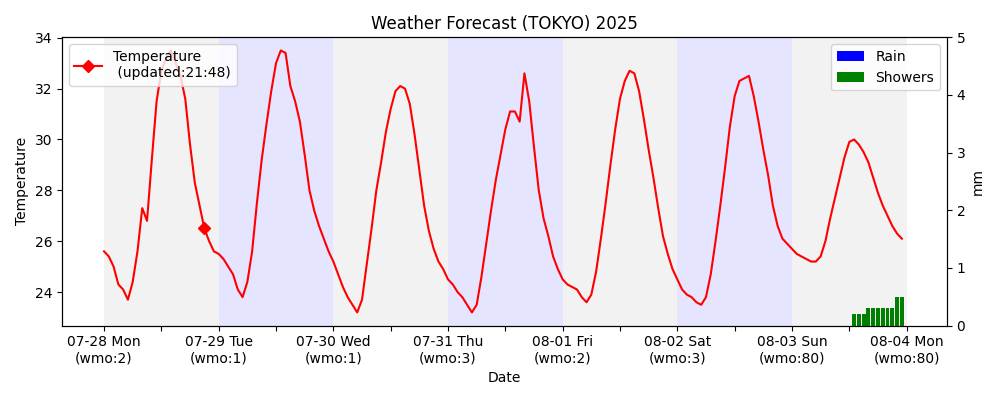 Weather Forecast (TOKYO) 2025
Temperature
(updated:21:48)
Rain
Showers
34
32
30
28
26
24
Temperature
5
4
3
2
1
0
mm
07-28 Mon
(wmo:2)
07-29 Tue
(wmo:1)
07-30 Wed
(wmo:1)
07-31 Thu
(wmo:3)
08-01 Fri
(wmo:2)
08-02 Sat
(wmo:3)
08-03 Sun
(wmo:80)
08-04 Mon
(wmo:80)
Date